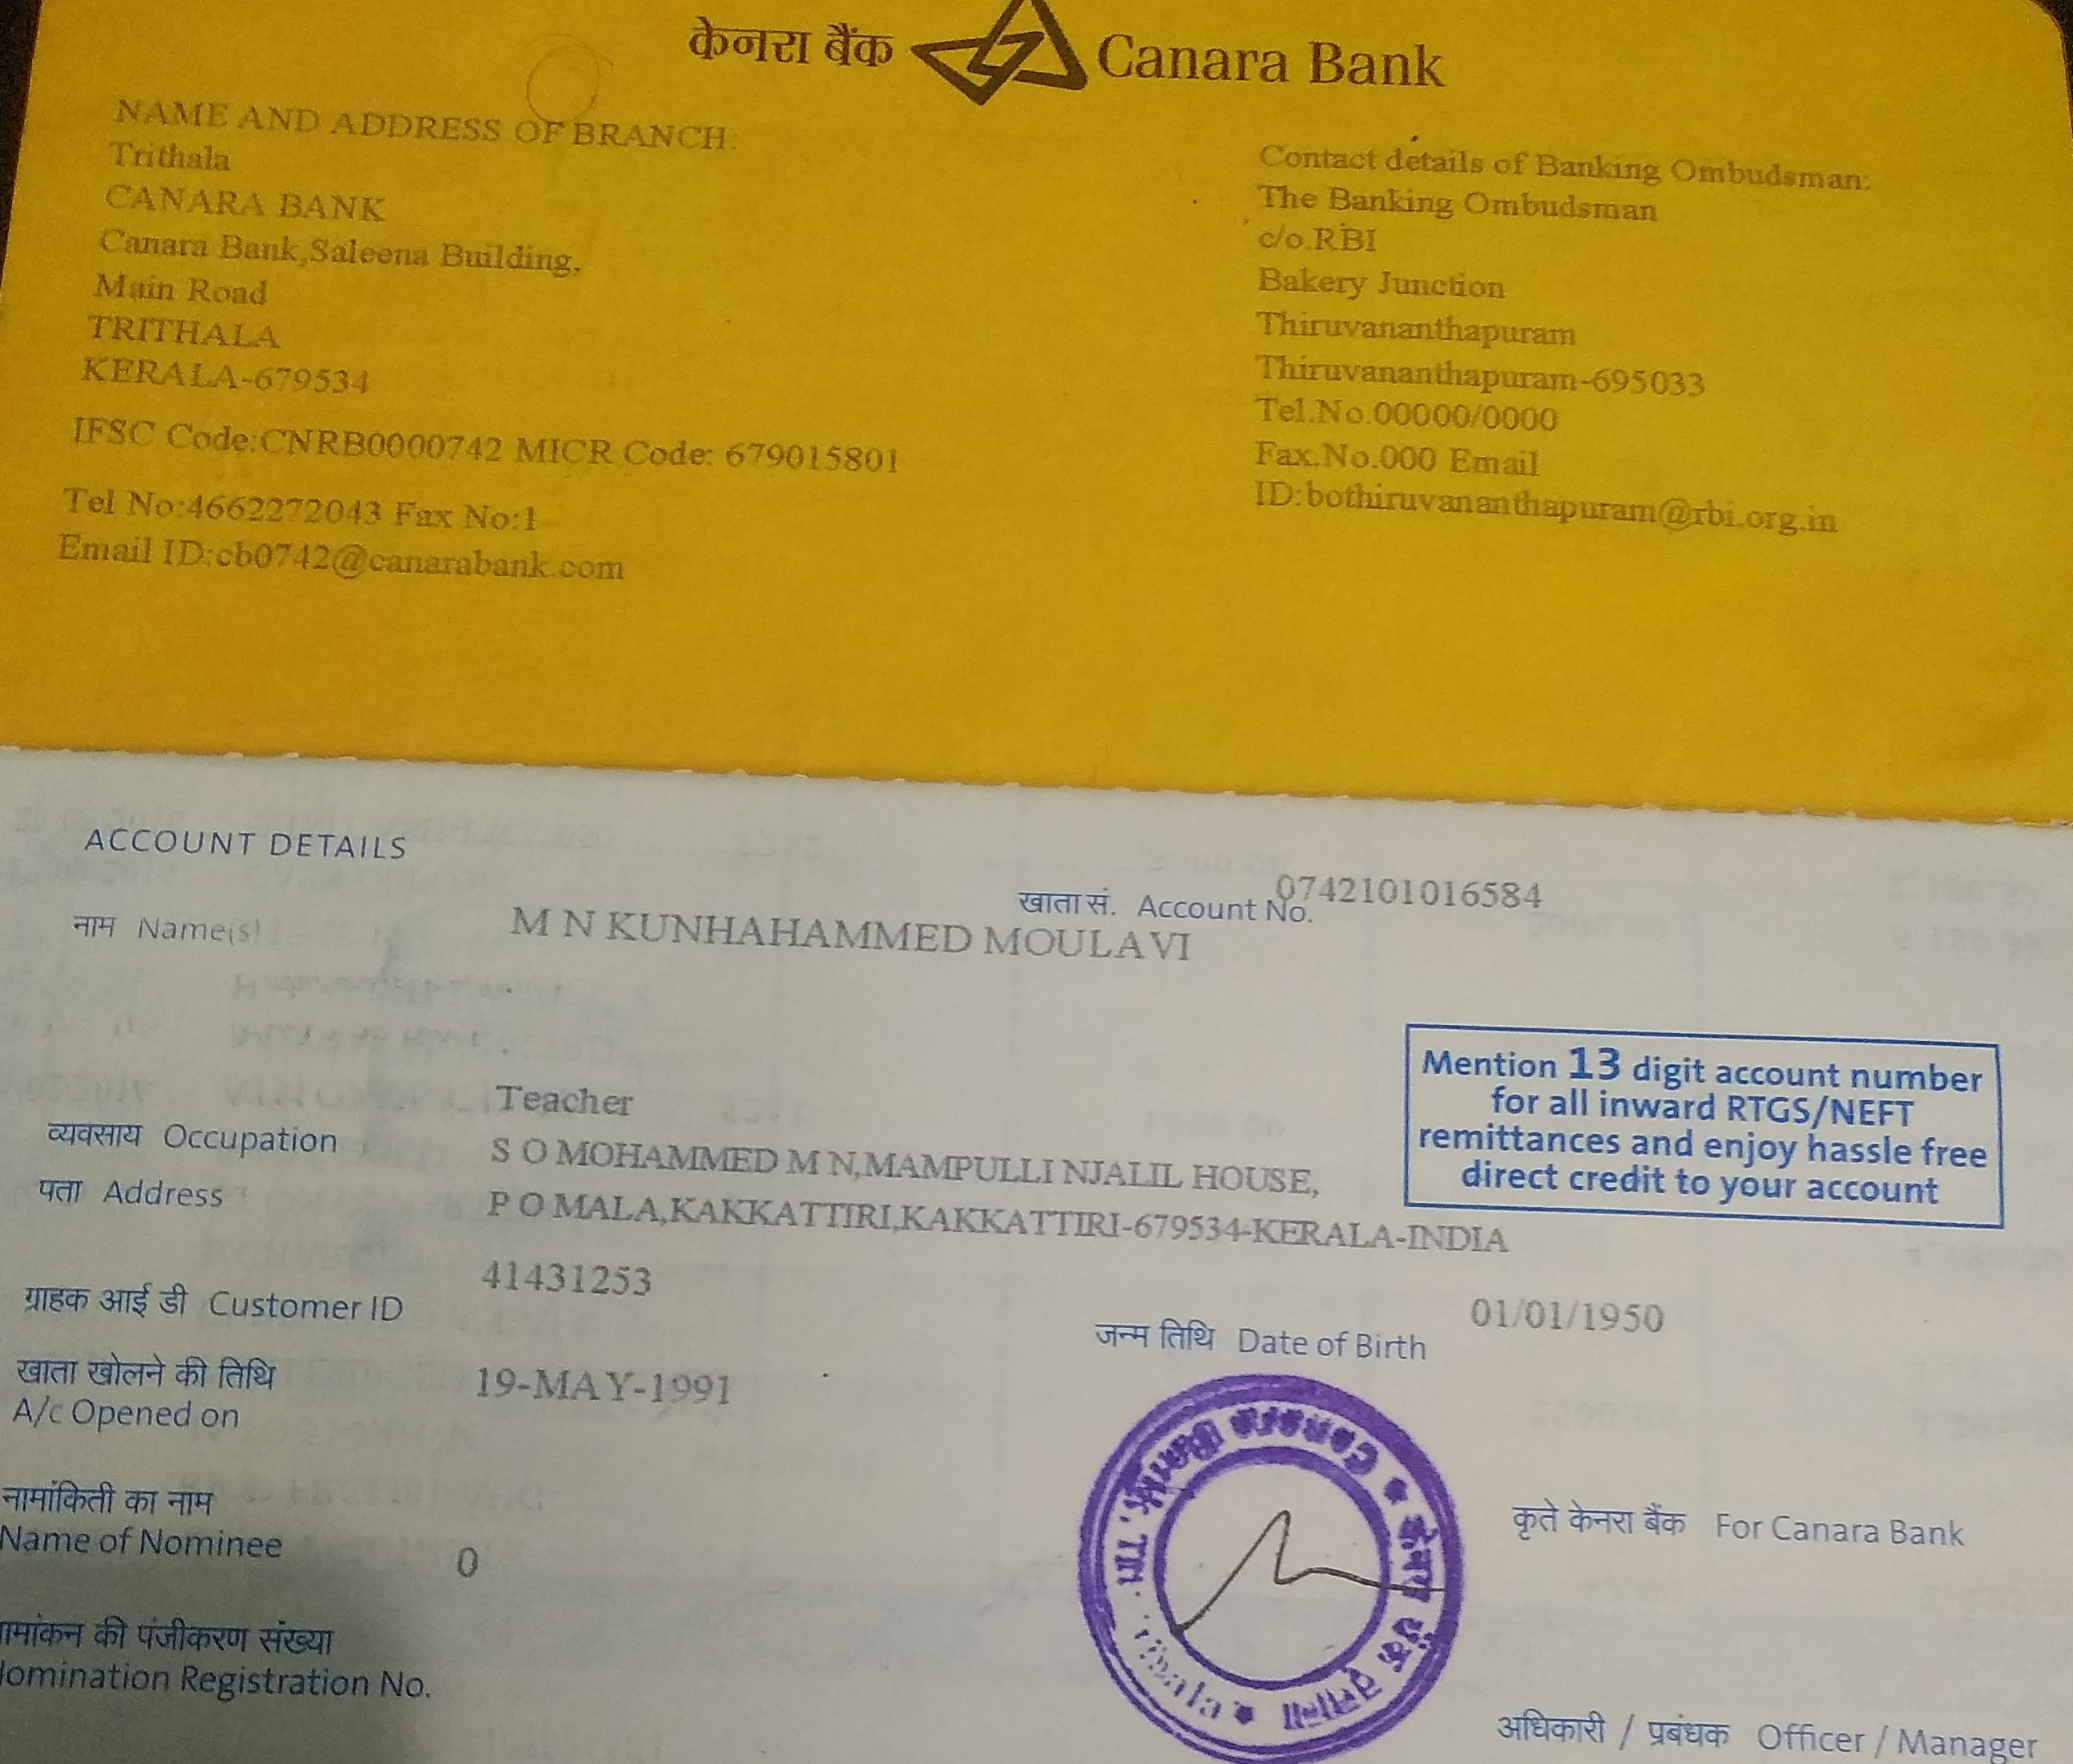 केनरा बैंक Canara Bank
NAME AND ADDRESS OF BRANCH:
Trithala
CANARA BANK
Canara Bank,Saleena Building,
Main Road
TRITHALA
KERALA-679534
IFSC Code:CNRB0000742 MICR Code: 679015801
Tel No:4662272043 Fax No:1
Email ID:cb0742@canarabank.com
Contact details of Banking Ombudsman:
The Banking Ombudsman
c/o.RBI
Bakery Junction
Thiruvananthapuram
Thiruvananthapuram-695033
Tel.No.00000/0000
Fax.No.000 Email
ID:bothiruvananthapuram@rbi.org.in
ACCOUNT DETAILS
खाता सं. Account No. 0742101016584
नाम Name(s) M N KUNHAHAMMED MOULAVI
Mention 13 digit account number
for all inward RTGS/NEFT
remittances and enjoy hassle free
direct credit to your account
व्यवसाय Occupation Teacher
पता Address S O MOHAMMED M N,MAMPULLI NJALIL HOUSE,
P O MALA,KAKKATTIRI,KAKKATTIRI-679534-KERALA-INDIA
ग्राहक आई डी Customer ID 41431253
जन्म तिथि Date of Birth 01/01/1950
खाता खोलने की तिथि
A/c Opened on 19-MAY-1991
नामांकिती का नाम
Name of Nominee 0
केनरा बैंक Canara Bank
कृते केनरा बैंक For Canara Bank
की पंजीकरण संख्या
Registration No.
अधिकारी / प्रबंधक Officer / Manager